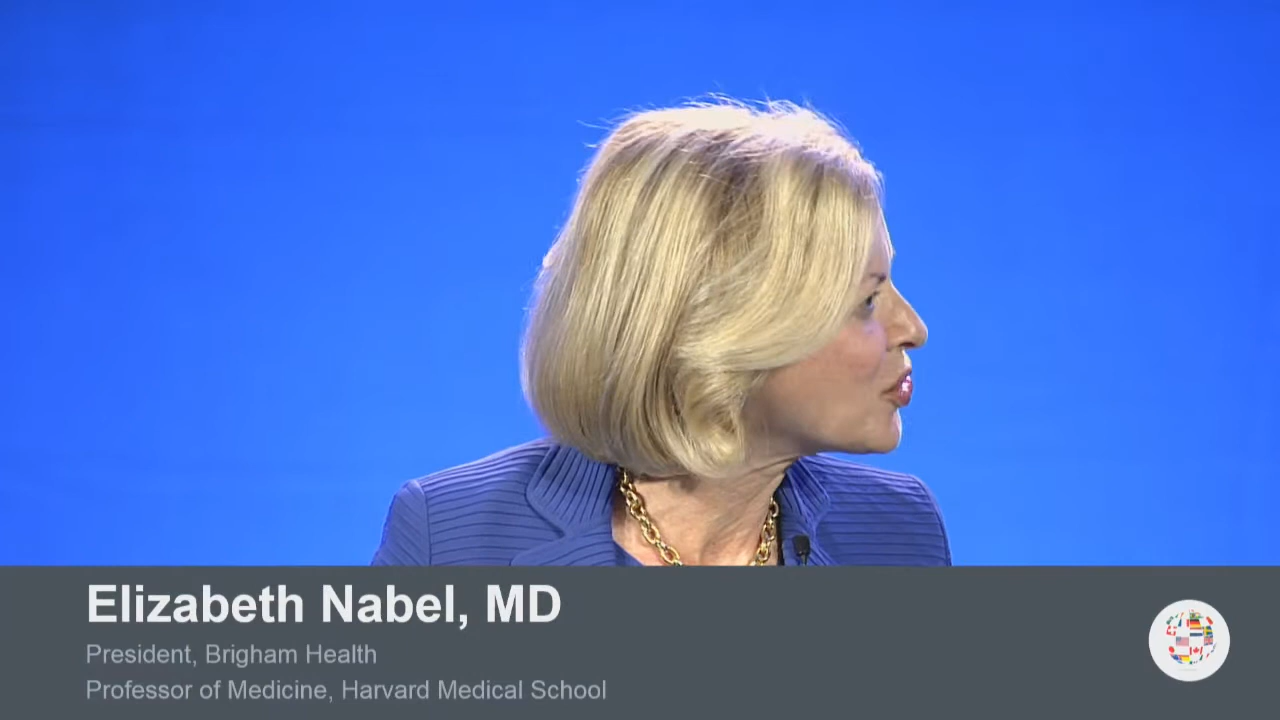 Elizabeth Nabel, MD
President, Brigham Health
Professor of Medicine, Harvard Medical School